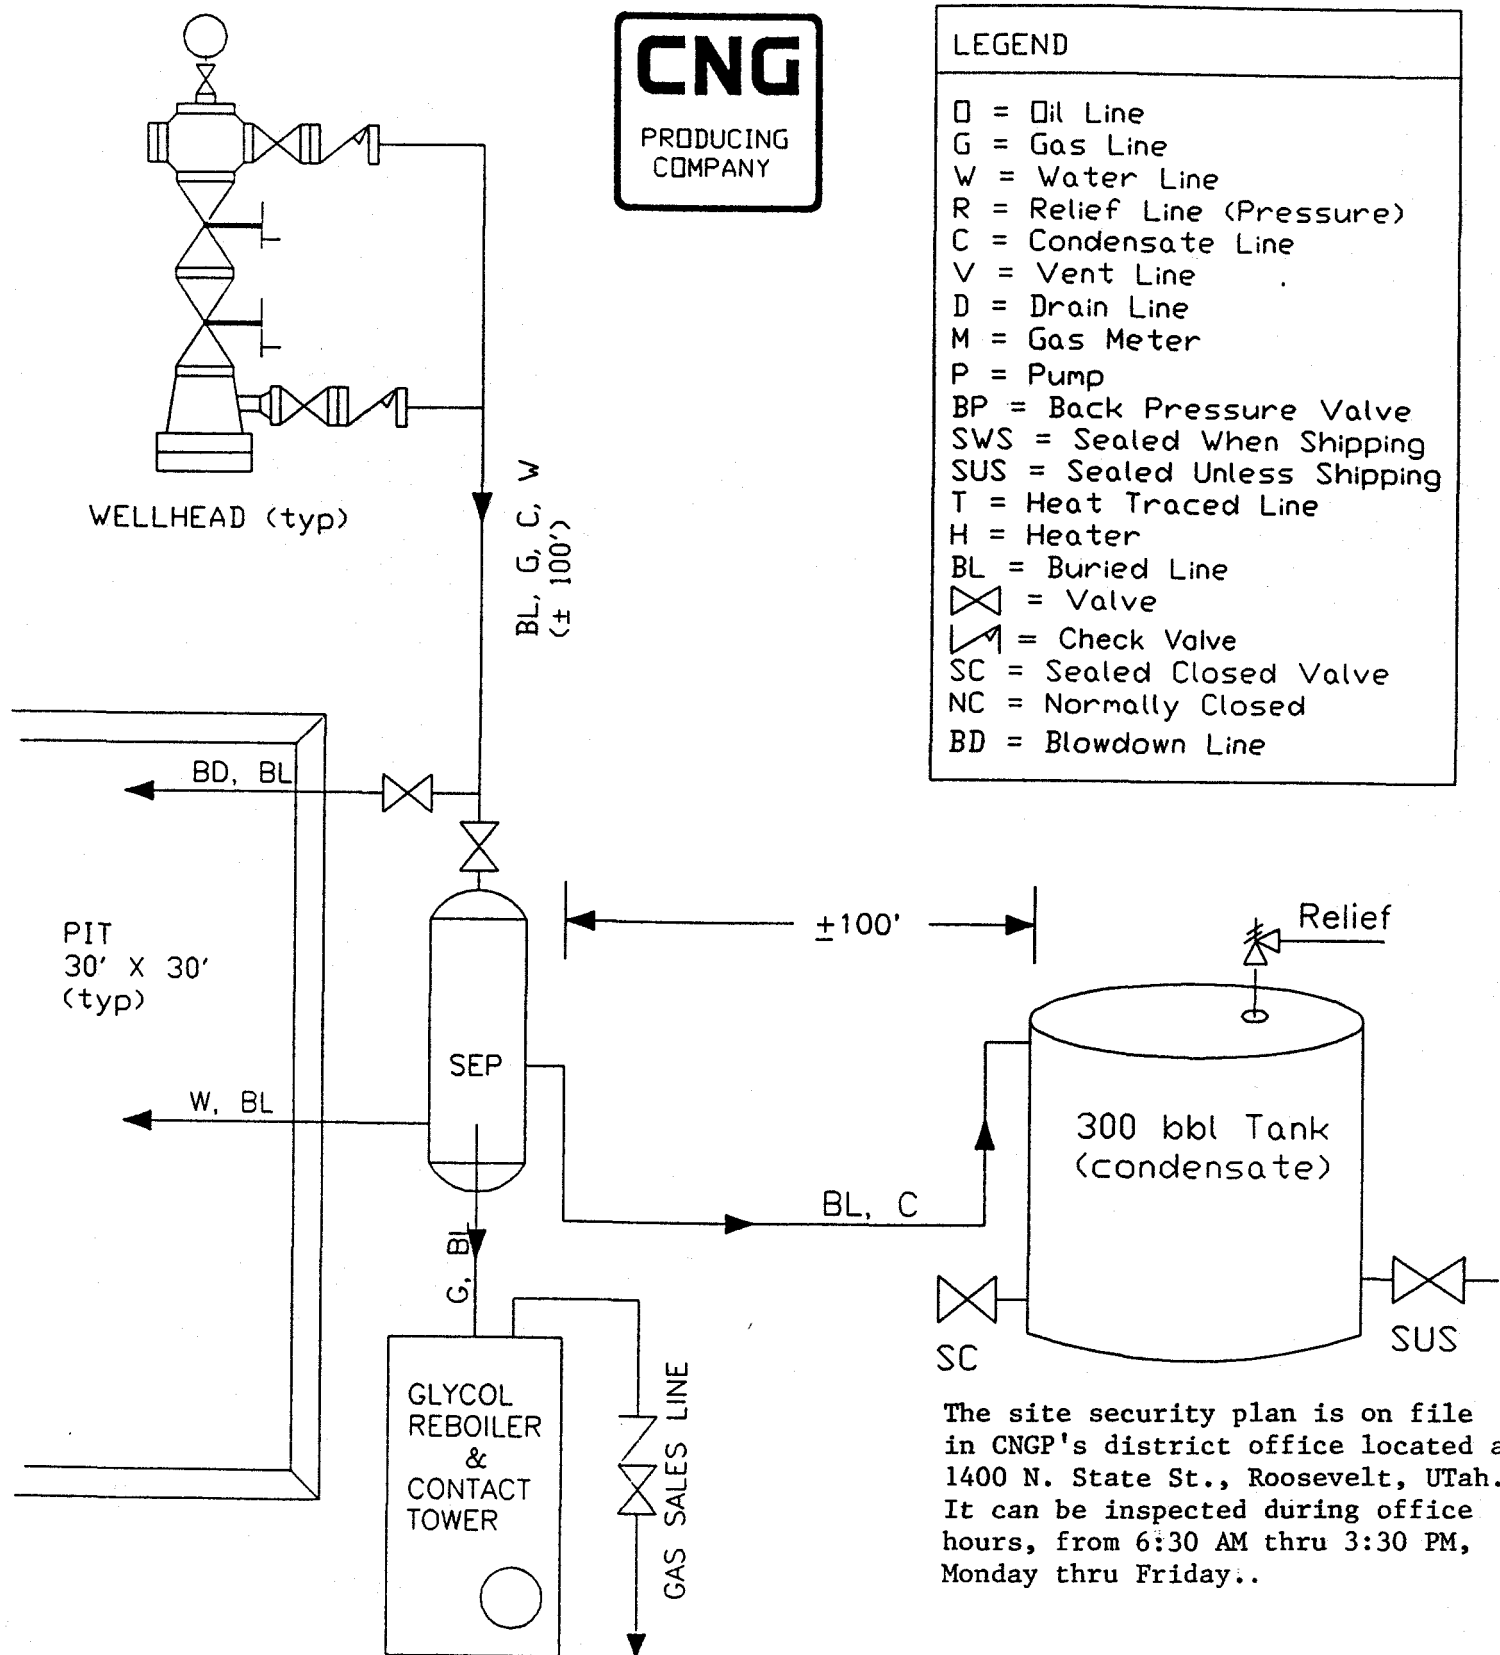 CNG
PRODUCING
COMPANY
LEGEND
O = Oil Line
G = Gas Line
W = Water Line
R = Relief Line (Pressure)
C = Condensate Line
V = Vent Line
D = Drain Line
M = Gas Meter
P = Pump
BP = Back Pressure Valve
SWS = Sealed When Shipping
SUS = Sealed Unless Shipping
T = Heat Traced Line
H = Heater
BL = Buried Line
= Valve
= Check Valve
SC = Sealed Closed Valve
NC = Normally Closed
BD = Blowdown Line
T
T
WELLHEAD (typ)
BL, G, C, W
(± 100')
BD, BL
PIT
30' X 30'
(typ)
±100'
Relief
SEP
W, BL
300 bbl Tank
(condensate)
BL, C
G, BL
SC
SUS
GLYCOL
REBOILER
&
CONTACT
TOWER
GAS SALES LINE
The site security plan is on file
in CNGP's district office located a
1400 N. State St., Roosevelt, UTah.
It can be inspected during office
hours, from 6:30 AM thru 3:30 PM,
Monday thru Friday..